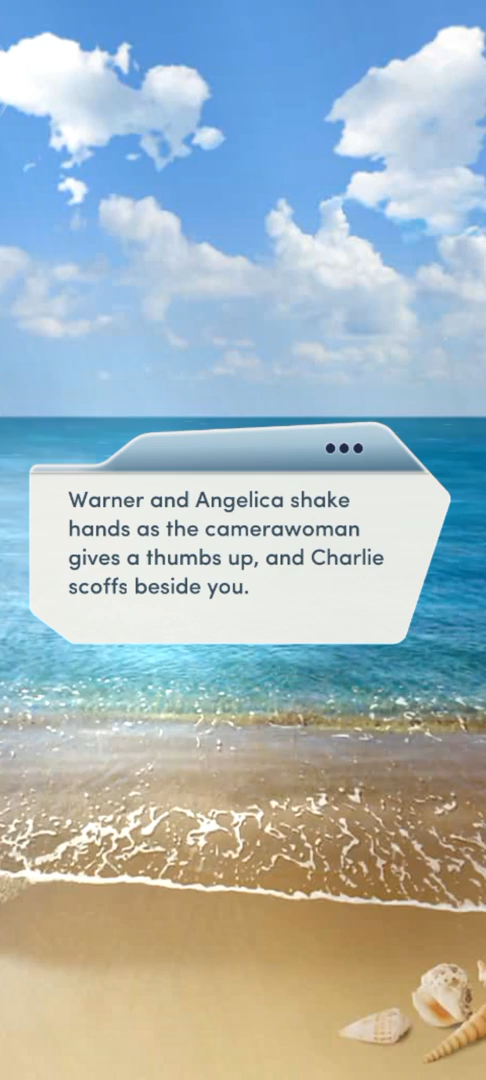 Warner and Angelica shake
hands as the camerawoman
gives a thumbs up, and Charlie
scoffs beside you.